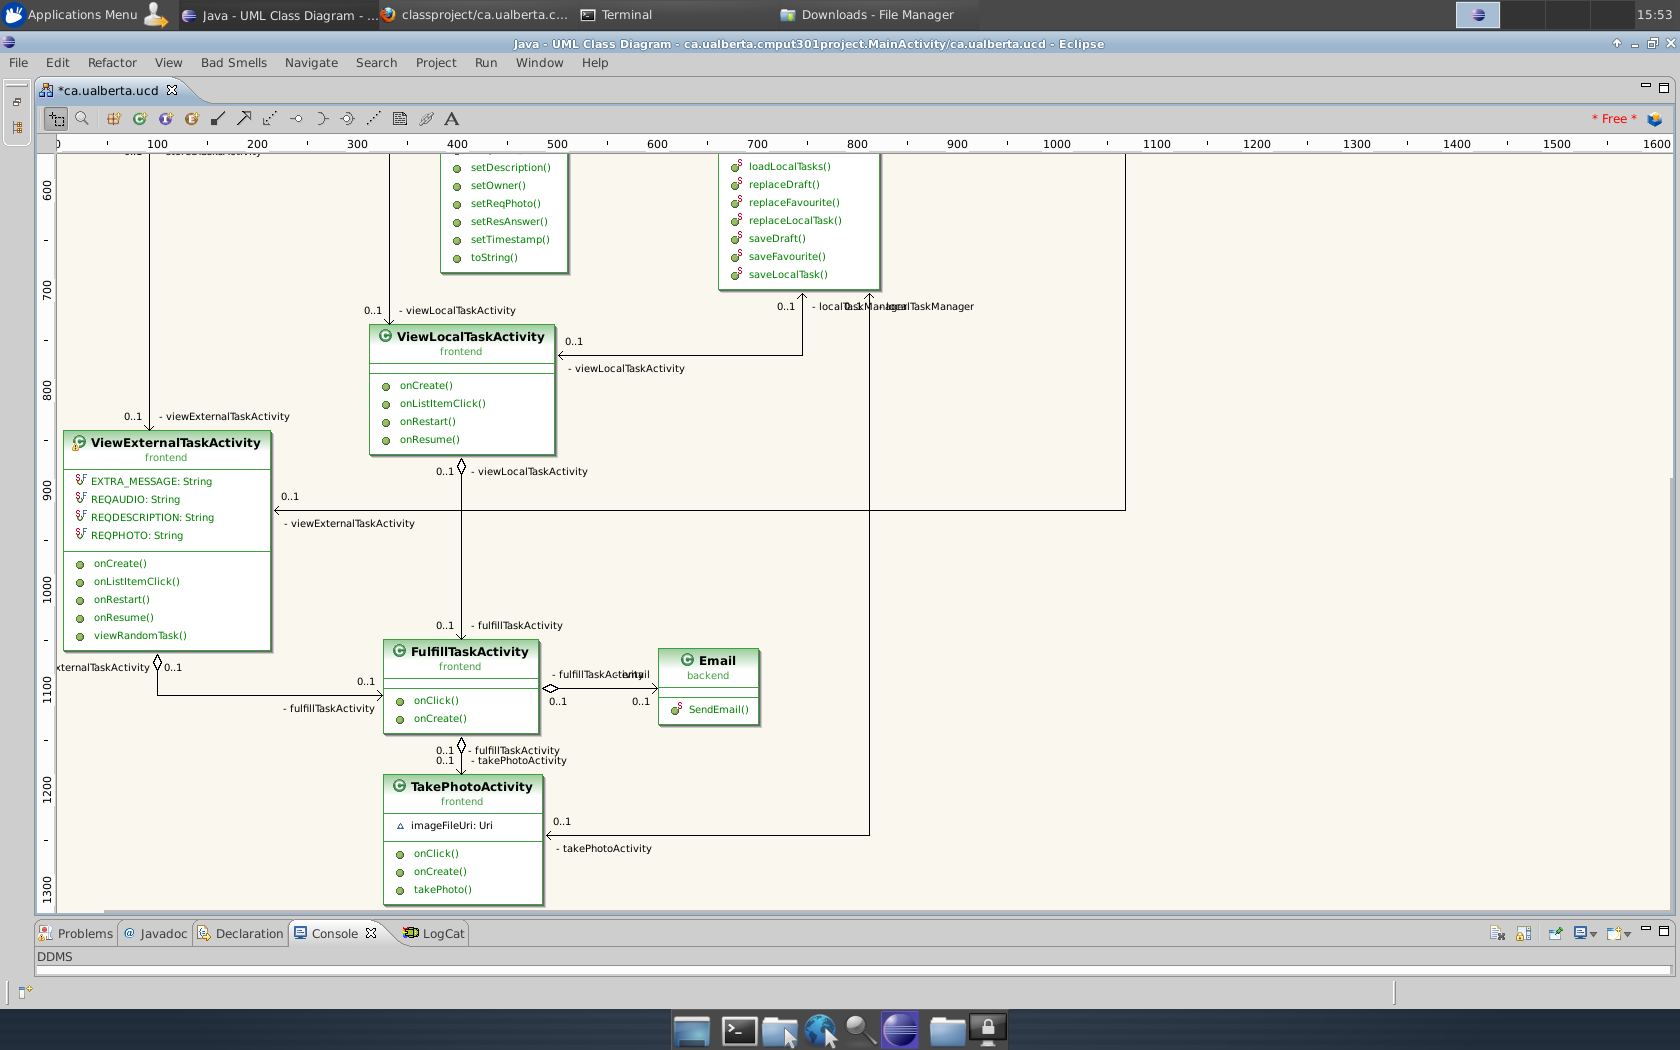 Applications Menu
Java - UML Class Diagram - ...
classproject/ca.ualberta.c...
Terminal
Downloads - File Manager
15:53
Java - UML Class Diagram - ca.ualberta.cmput301project.MainActivity/ca.ualberta.ucd - Eclipse
File Edit Refactor View Bad Smells Navigate Search Project Run Window Help
*ca.ualberta.ucd
* Free *
0 100 200 300 400 500 600 700 800 900 1000 1100 1200 1300 1400 1500 1600
600
700
800
900
1000
1100
1200
1300
setDescription()
setOwner()
setReqPhoto()
setResAnswer()
setTimestamp()
toString()
loadLocalTasks()
replaceDraft()
replaceFavourite()
replaceLocalTask()
saveDraft()
saveFavourite()
saveLocalTask()
0..1 - viewLocalTaskActivity
0..1 - localTaskManager
0..1 - localTaskManager
ViewLocalTaskActivity
frontend
onCreate()
onListItemClick()
onRestart()
onResume()
0..1
- viewLocalTaskActivity
0..1 - viewExternalTaskActivity
ViewExternalTaskActivity
frontend
EXTRA_MESSAGE: String
REQAUDIO: String
REQDESCRIPTION: String
REQPHOTO: String
onCreate()
onListItemClick()
onRestart()
onResume()
viewRandomTask()
0..1 - viewLocalTaskActivity
0..1
- viewExternalTaskActivity
xternalTaskActivity 0..1
0..1
- fulfillTaskActivity
0..1 - fulfillTaskActivity
FulfillTaskActivity
frontend
onClick()
onCreate()
- fulfillTaskActivity - email
0..1 0..1
Email
backend
SendEmail()
0..1 - fulfillTaskActivity
0..1 - takePhotoActivity
TakePhotoActivity
frontend
imageFileUri: Uri
onClick()
onCreate()
takePhoto()
0..1
- takePhotoActivity
Problems @ Javadoc Declaration Console LogCat
DDMS